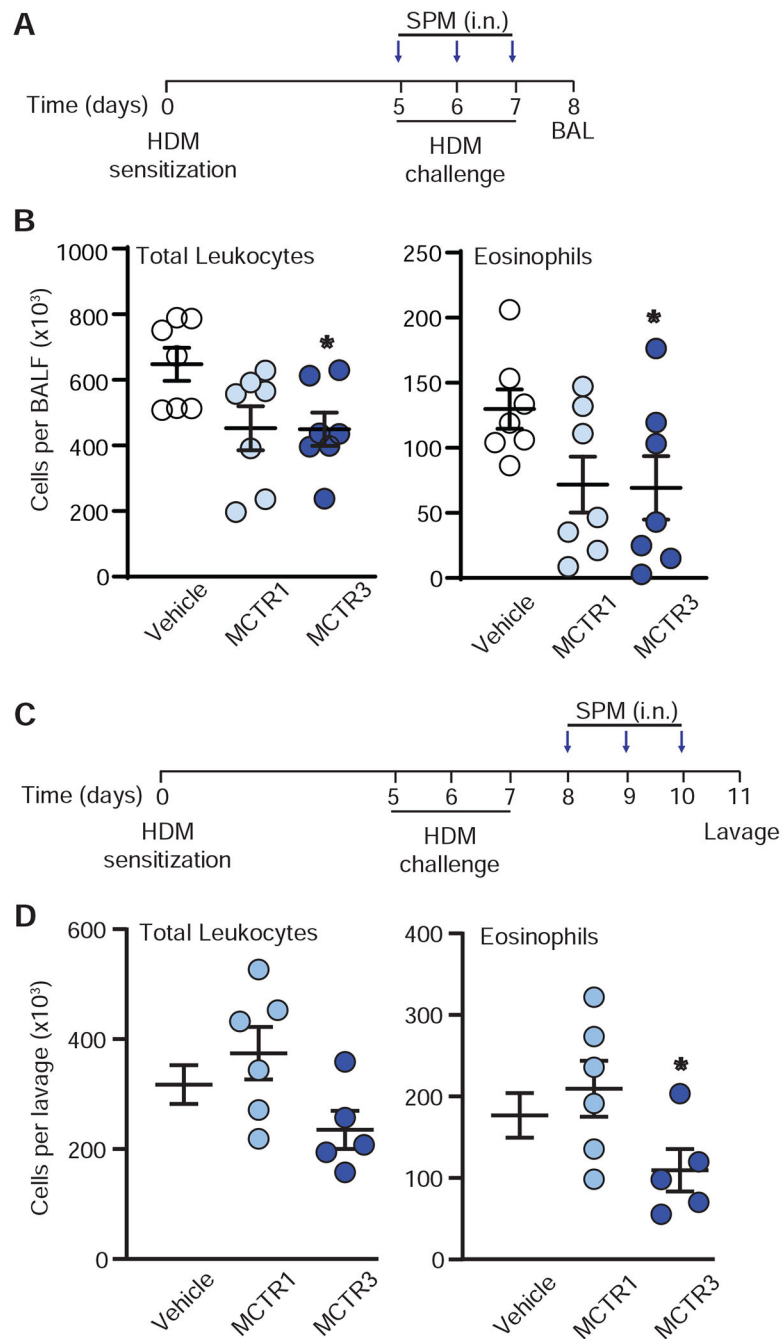 A
SPM (i.n.)
Time (days) 0 5 6 7 8
HDM sensitization
HDM challenge
BAL
B
Total Leukocytes
Cells per BALF (x10³)
1000
800
600
400
200
0
*
Vehicle MCTR1 MCTR3
Eosinophils
250
200
150
100
50
0
*
Vehicle MCTR1 MCTR3
C
SPM (i.n.)
Time (days) 0 5 6 7 8 9 10 11
HDM sensitization
HDM challenge
Lavage
D
Total Leukocytes
Cells per lavage (x10³)
600
400
200
0
Vehicle MCTR1 MCTR3
Eosinophils
400
300
200
100
0
*
Vehicle MCTR1 MCTR3